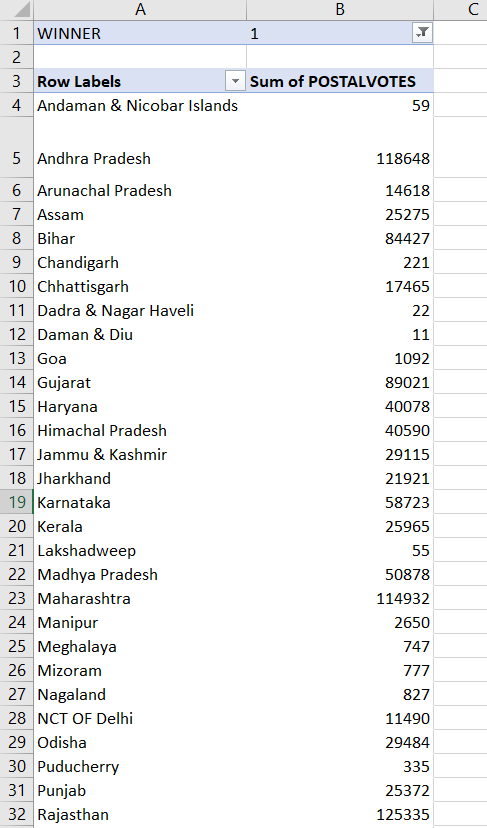 A B C
1 WINNER 1
2
3 Row Labels Sum of POSTALVOTES
4 Andaman & Nicobar Islands 59
5 Andhra Pradesh 118648
6 Arunachal Pradesh 14618
7 Assam 25275
8 Bihar 84427
9 Chandigarh 221
10 Chhattisgarh 17465
11 Dadra & Nagar Haveli 22
12 Daman & Diu 11
13 Goa 1092
14 Gujarat 89021
15 Haryana 40078
16 Himachal Pradesh 40590
17 Jammu & Kashmir 29115
18 Jharkhand 21921
19 Karnataka 58723
20 Kerala 25965
21 Lakshadweep 55
22 Madhya Pradesh 50878
23 Maharashtra 114932
24 Manipur 2650
25 Meghalaya 747
26 Mizoram 777
27 Nagaland 827
28 NCT OF Delhi 11490
29 Odisha 29484
30 Puducherry 335
31 Punjab 25372
32 Rajasthan 125335